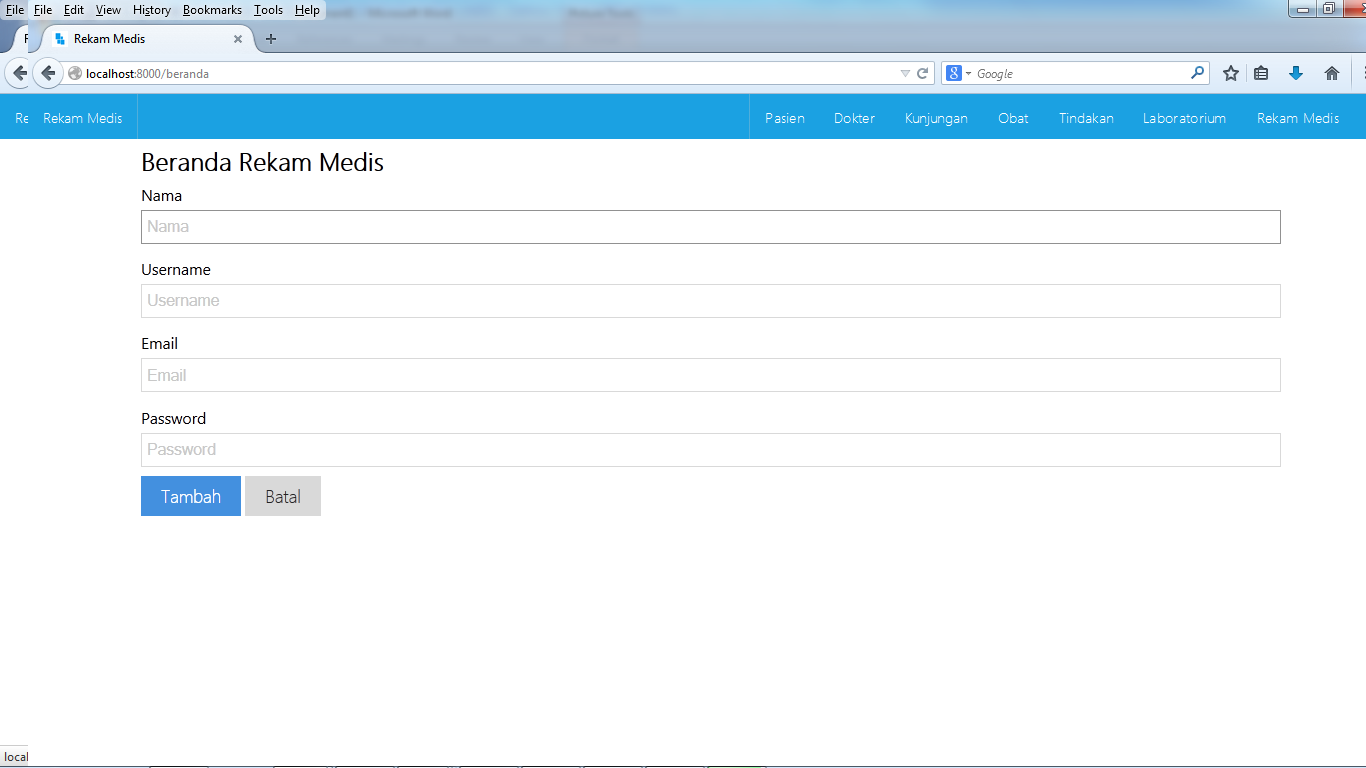 File File Edit View History Bookmarks Tools Help
Rekam Medis
localhost:8000/beranda
Google
Re Rekam Medis Pasien Dokter Kunjungan Obat Tindakan Laboratorium Rekam Medis
Beranda Rekam Medis
Nama
Nama
Username
Username
Email
Email
Password
Password
Tambah Batal
local